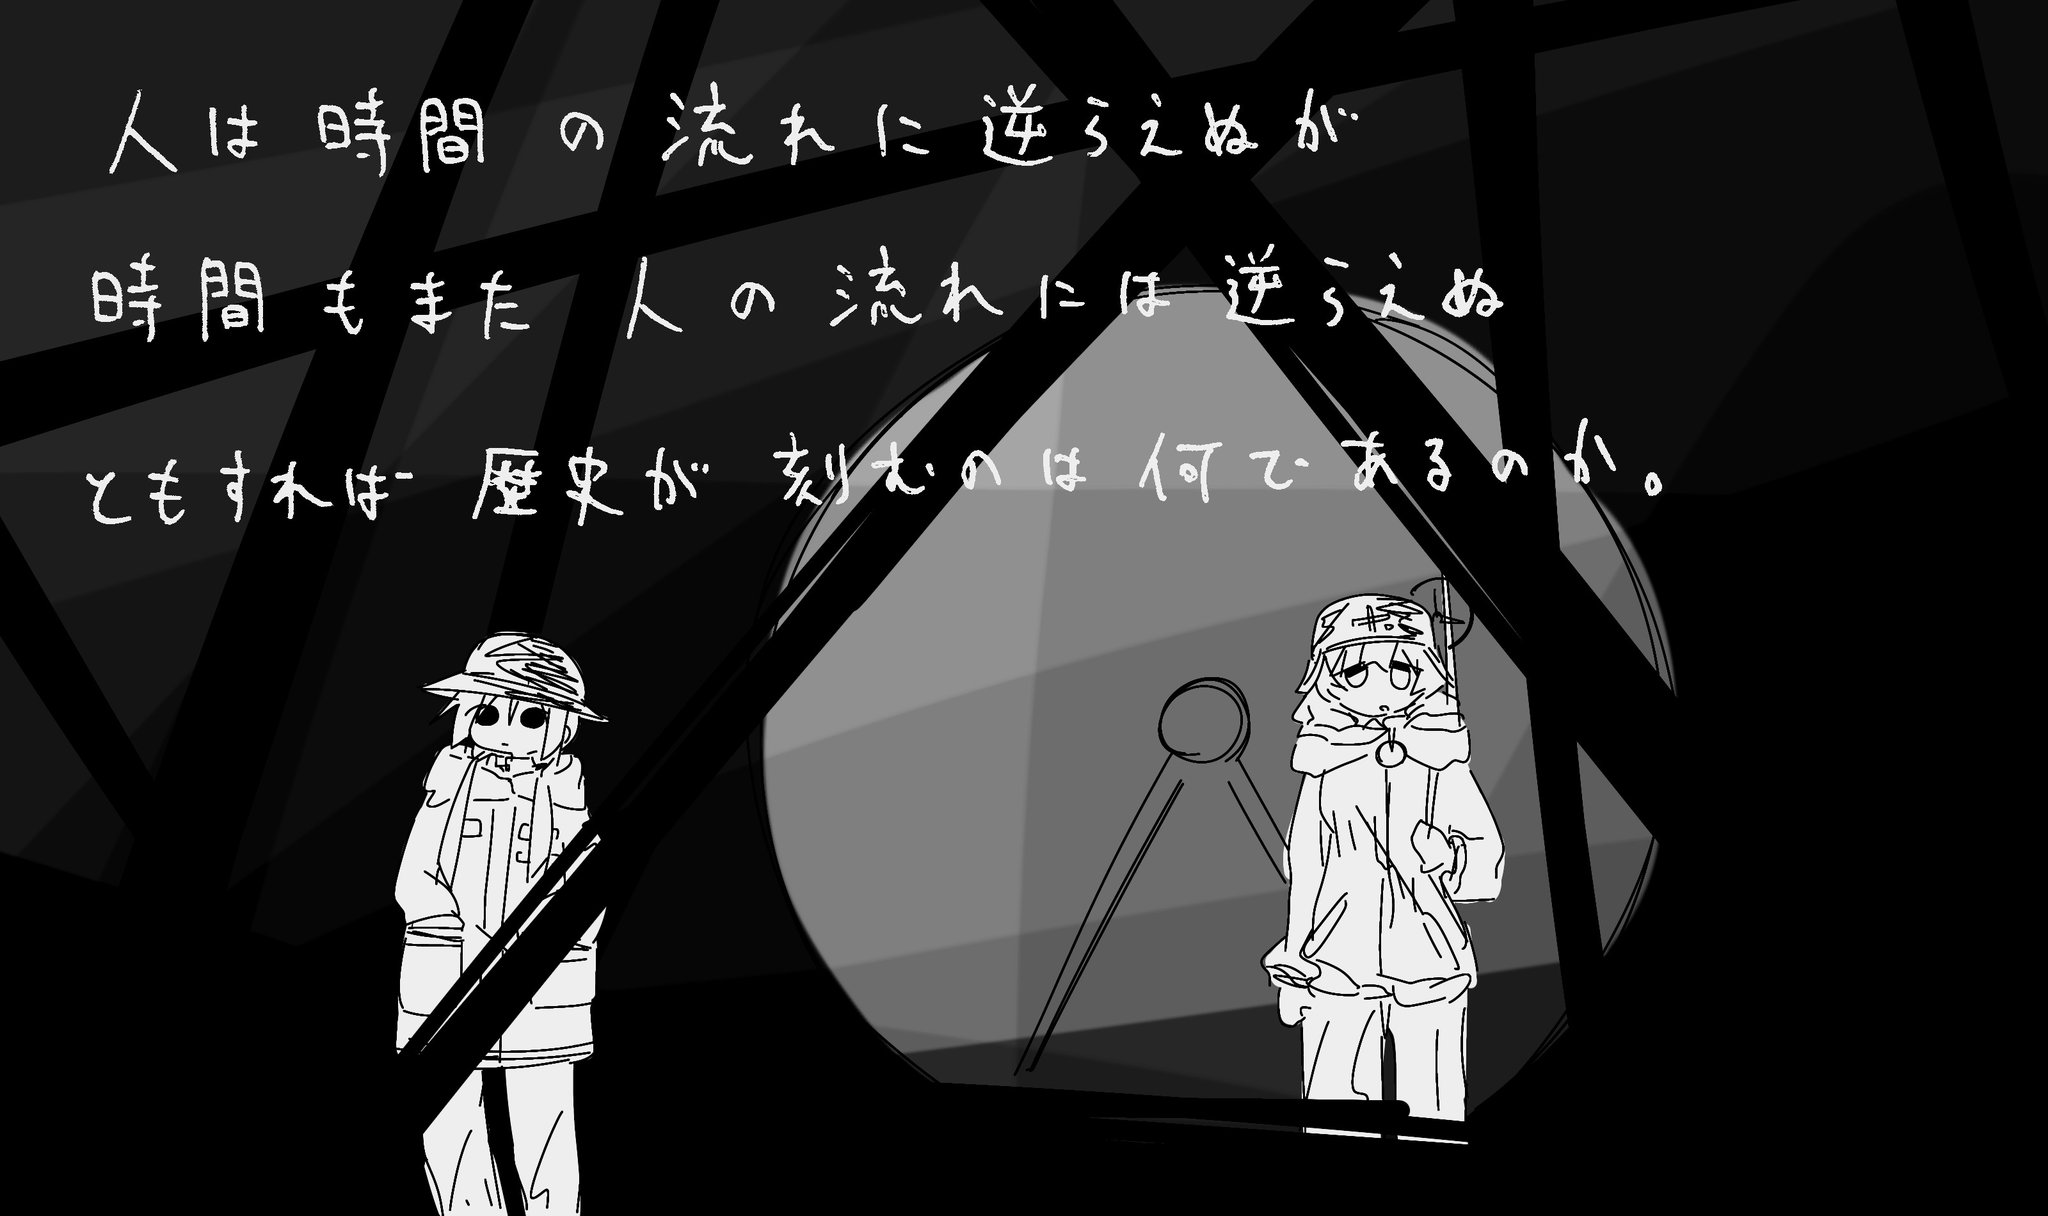 人は時間の流れに逆らえぬが
時間もまた人の流れには逆らえぬ
ともすれば歴史が刻むのは何であるのか。